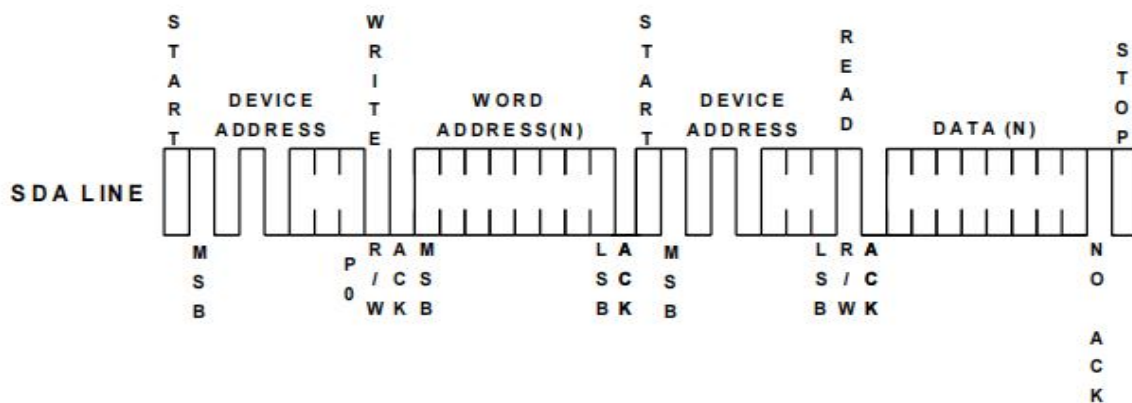 START
WRITE
START
READ
STOP
DEVICE
ADDRESS
WORD
ADDRESS(N)
DEVICE
ADDRESS
DATA (N)
SDA LINE
MSB
P0
R/W
ACK
MSB
LSB
ACK
MSB
LSB
R/W
ACK
NO ACK